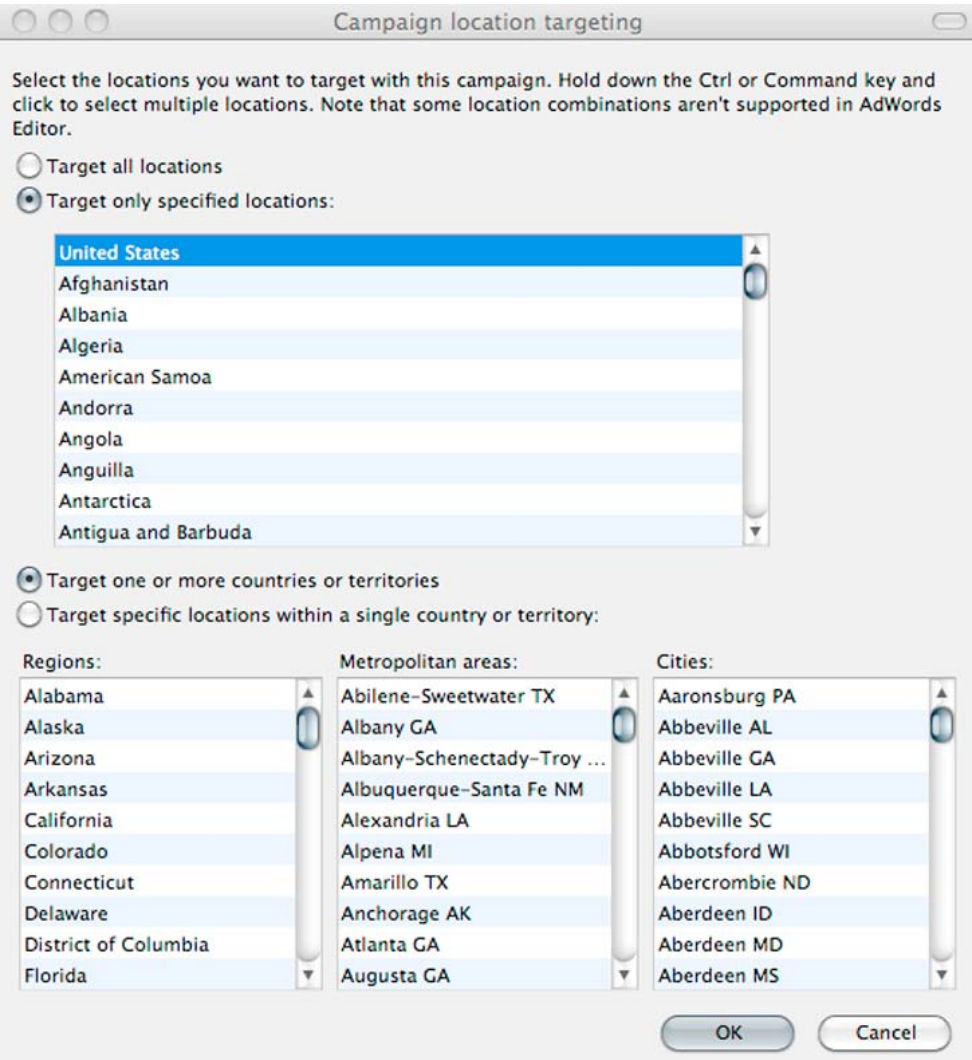 Campaign location targeting
Select the locations you want to target with this campaign. Hold down the Ctrl or Command key and
click to select multiple locations. Note that some location combinations aren't supported in AdWords
Editor.
Target all locations
Target only specified locations:
United States
Afghanistan
Albania
Algeria
American Samoa
Andorra
Angola
Anguilla
Antarctica
Antigua and Barbuda
Target one or more countries or territories
Target specific locations within a single country or territory:
Regions:
Alabama
Alaska
Arizona
Arkansas
California
Colorado
Connecticut
Delaware
District of Columbia
Florida
Metropolitan areas:
Abilene-Sweetwater TX
Albany GA
Albany-Schenectady-Troy ...
Albuquerque-Santa Fe NM
Alexandria LA
Alpena MI
Amarillo TX
Anchorage AK
Atlanta GA
Augusta GA
Cities:
Aaronsburg PA
Abbeville AL
Abbeville GA
Abbeville LA
Abbeville SC
Abbotsford WI
Abercrombie ND
Aberdeen ID
Aberdeen MD
Aberdeen MS
OK
Cancel